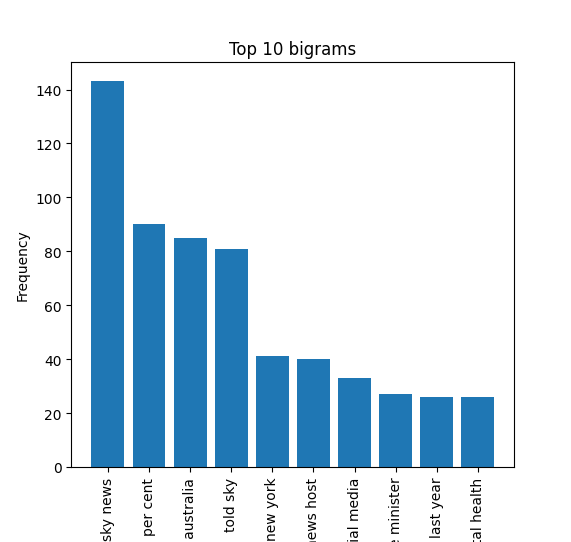 Top 10 bigrams
Frequency
140
120
100
80
60
40
20
0
sky news
per cent
australia
told sky
new york
news host
ial media
e minister
last year
tal health